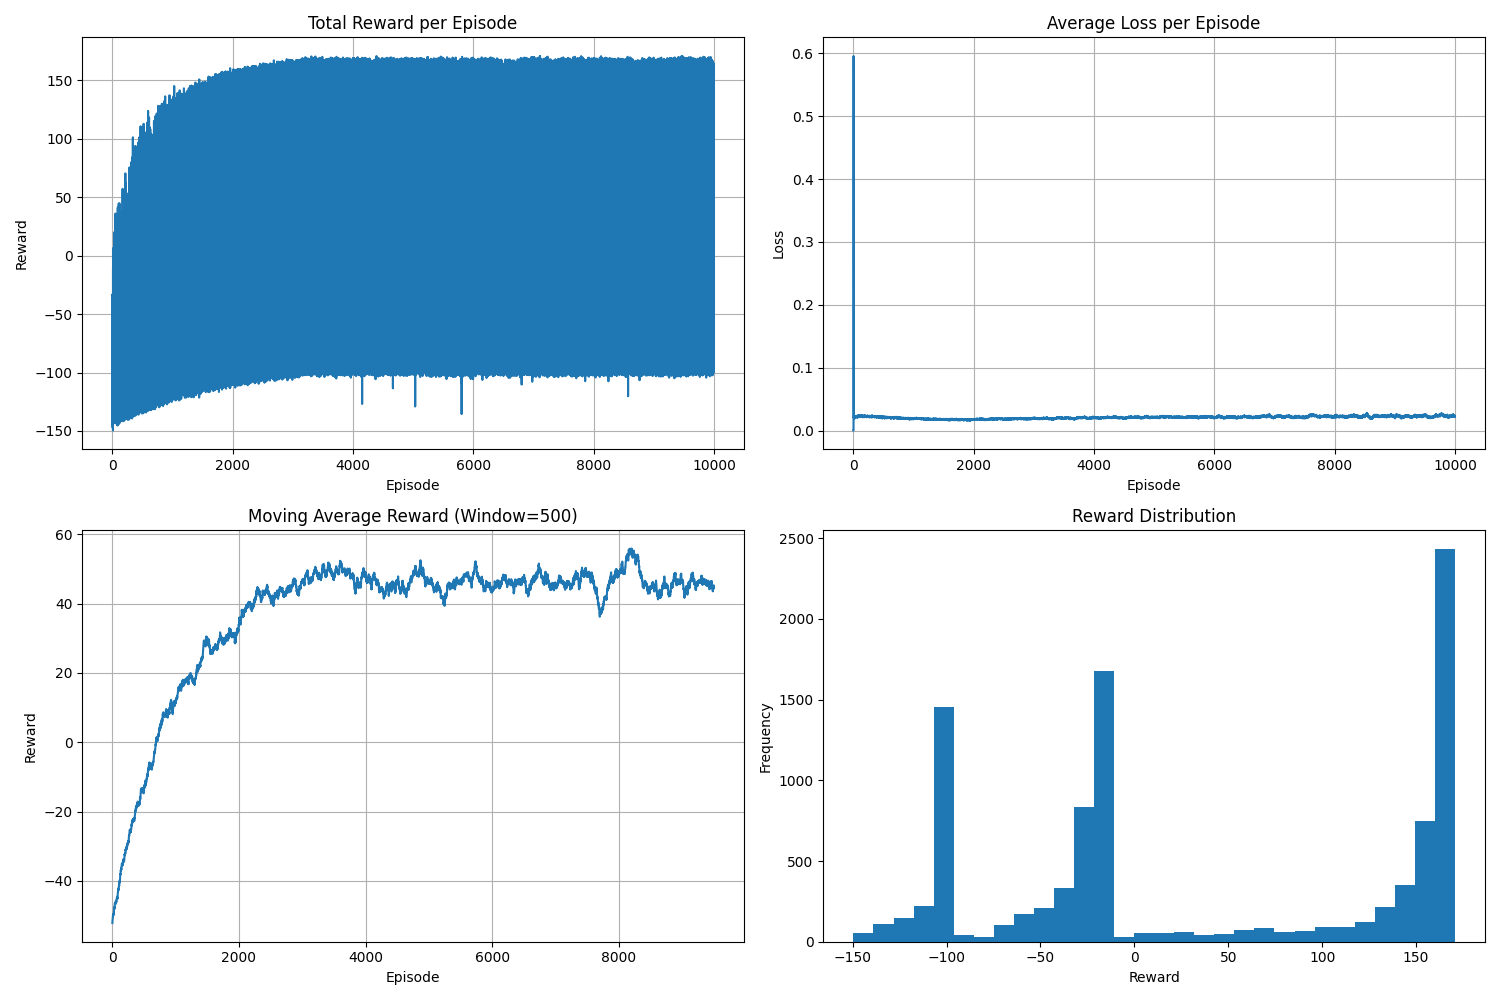 Total Reward per Episode
150
100
50
0
−50
−100
−150
Reward
0 2000 4000 6000 8000 10000
Episode
Average Loss per Episode
0.6
0.5
0.4
0.3
0.2
0.1
0.0
Loss
0 2000 4000 6000 8000 10000
Episode
Moving Average Reward (Window=500)
60
40
20
0
−20
−40
Reward
0 2000 4000 6000 8000
Episode
Reward Distribution
2500
2000
1500
1000
500
0
Frequency
−150 −100 −50 0 50 100 150
Reward